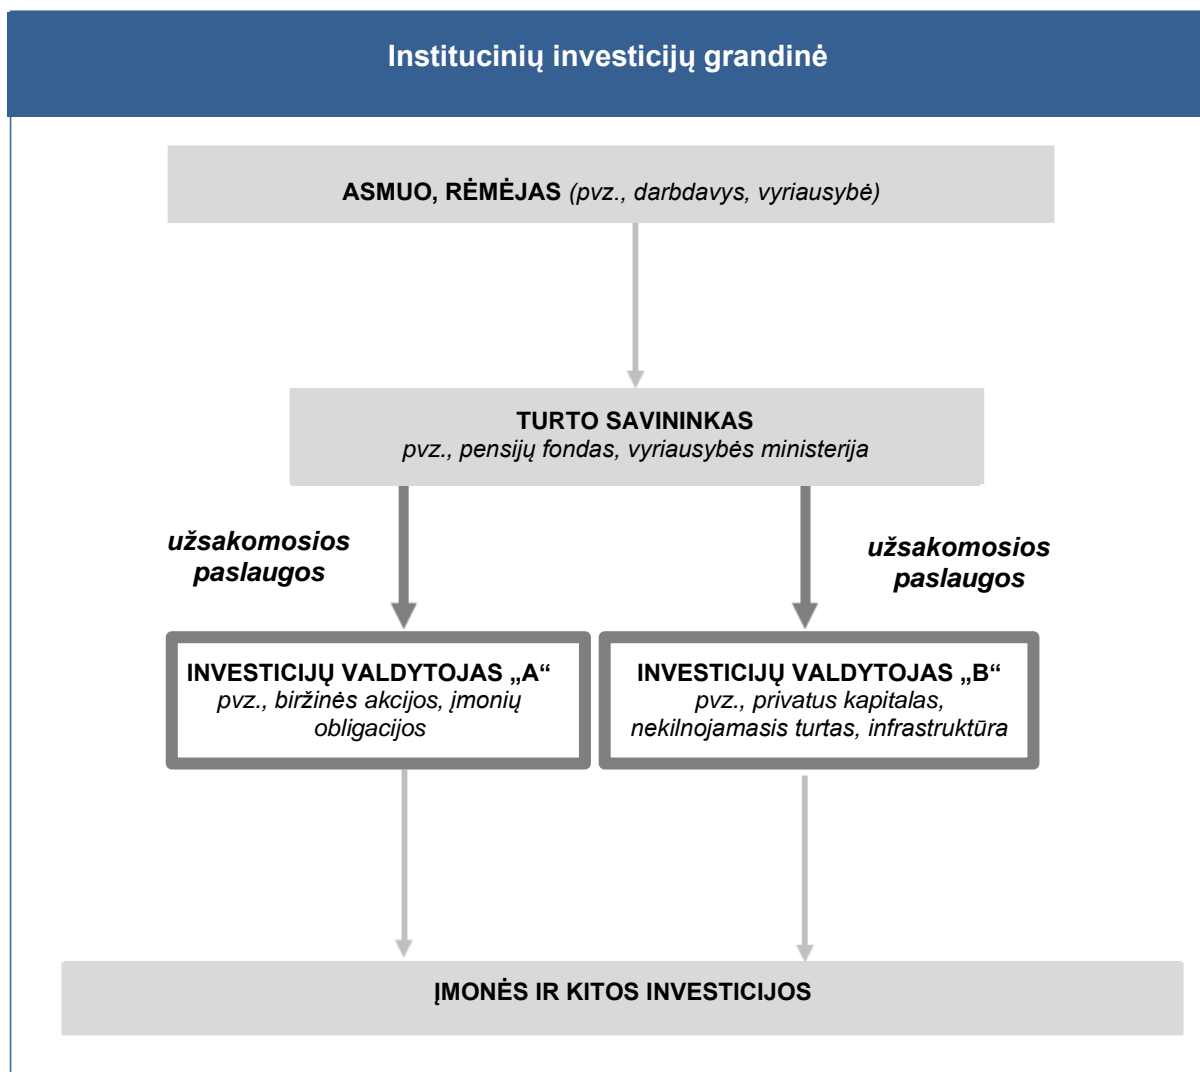 Institucinių investicijų grandinė
ASMUO, RĖMĖJAS (pvz., darbdavys, vyriausybė)
TURTO SAVININKAS
pvz., pensijų fondas, vyriausybės ministerija
užsakomosios
paslaugos
užsakomosios
paslaugos
INVESTICIJŲ VALDYTOJAS „A“
pvz., biržinės akcijos, įmonių
obligacijos
INVESTICIJŲ VALDYTOJAS „B“
pvz., privatus kapitalas,
nekilnojamasis turtas, infrastruktūra
ĮMONĖS IR KITOS INVESTICIJOS